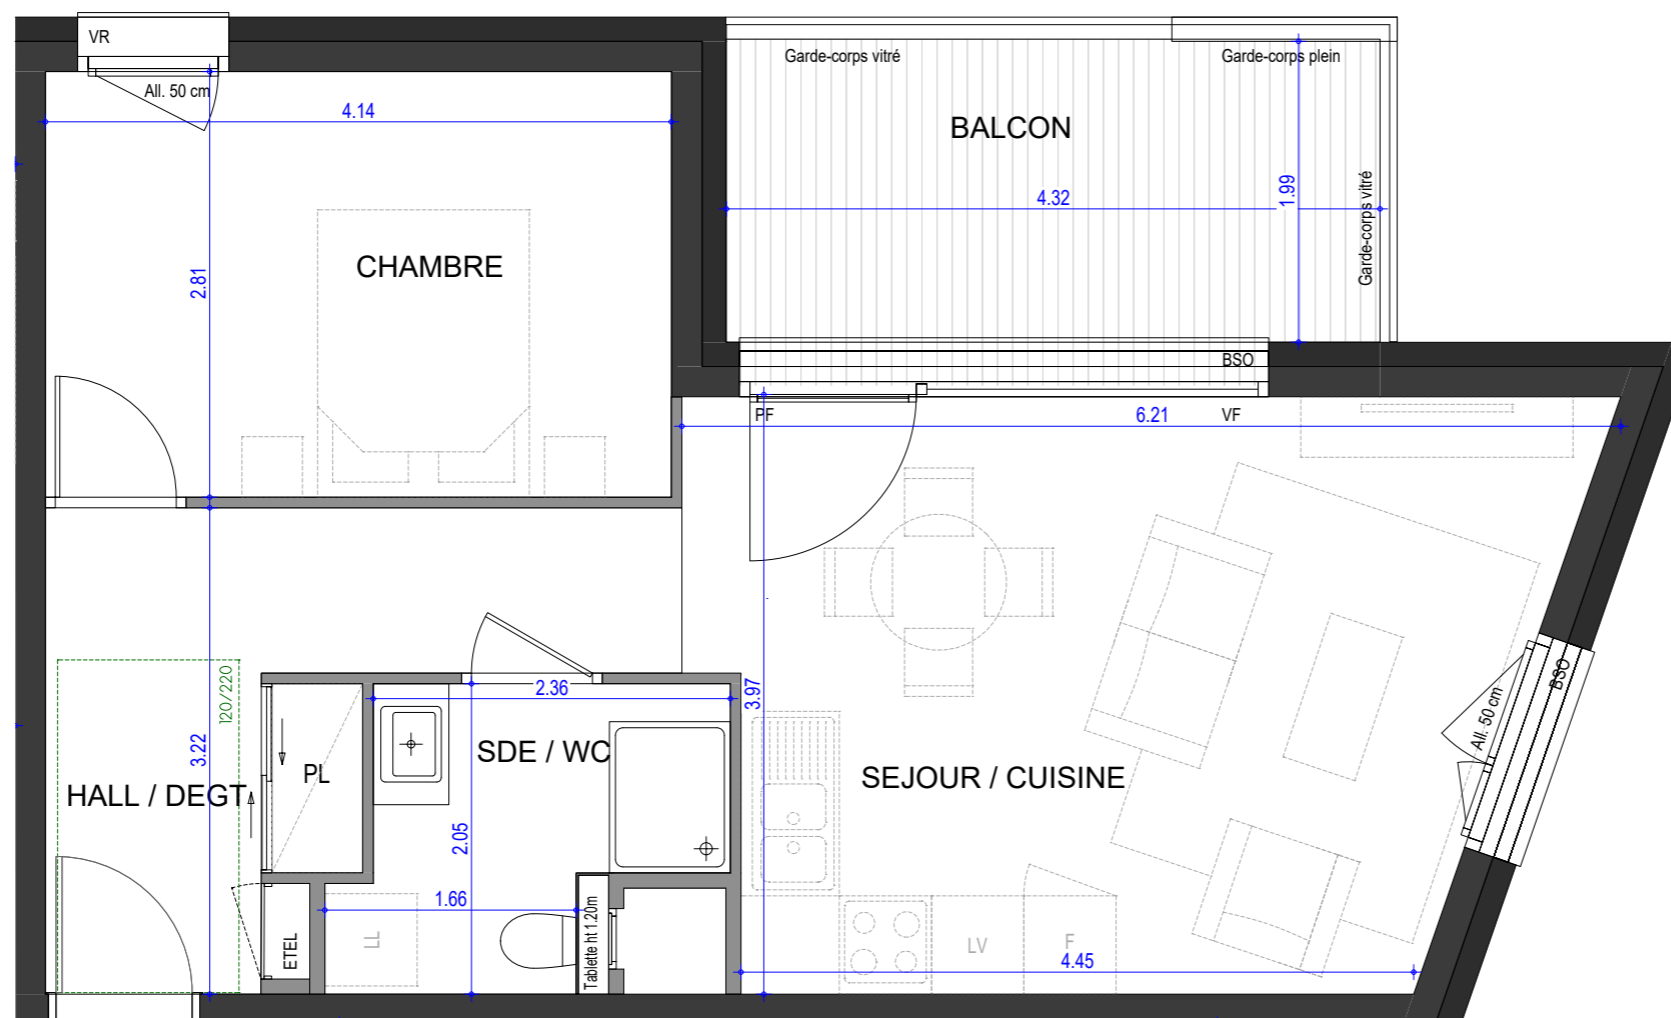 VR
All. 50 cm
4.14
Garde-corps vitré
Garde-corps plein
BALCON
4.32
1.99
Garde-corps vitré
CHAMBRE
2.81
BSO
PF
6.21
VF
120/220
2.36
3.97
BSO
All. 50 cm
3.22
PL
SDE / WC
HALL / DEGT
SEJOUR / CUISINE
2.05
1.66
LL
ETEL
Tablette ht 1.20m
LV
F
4.45